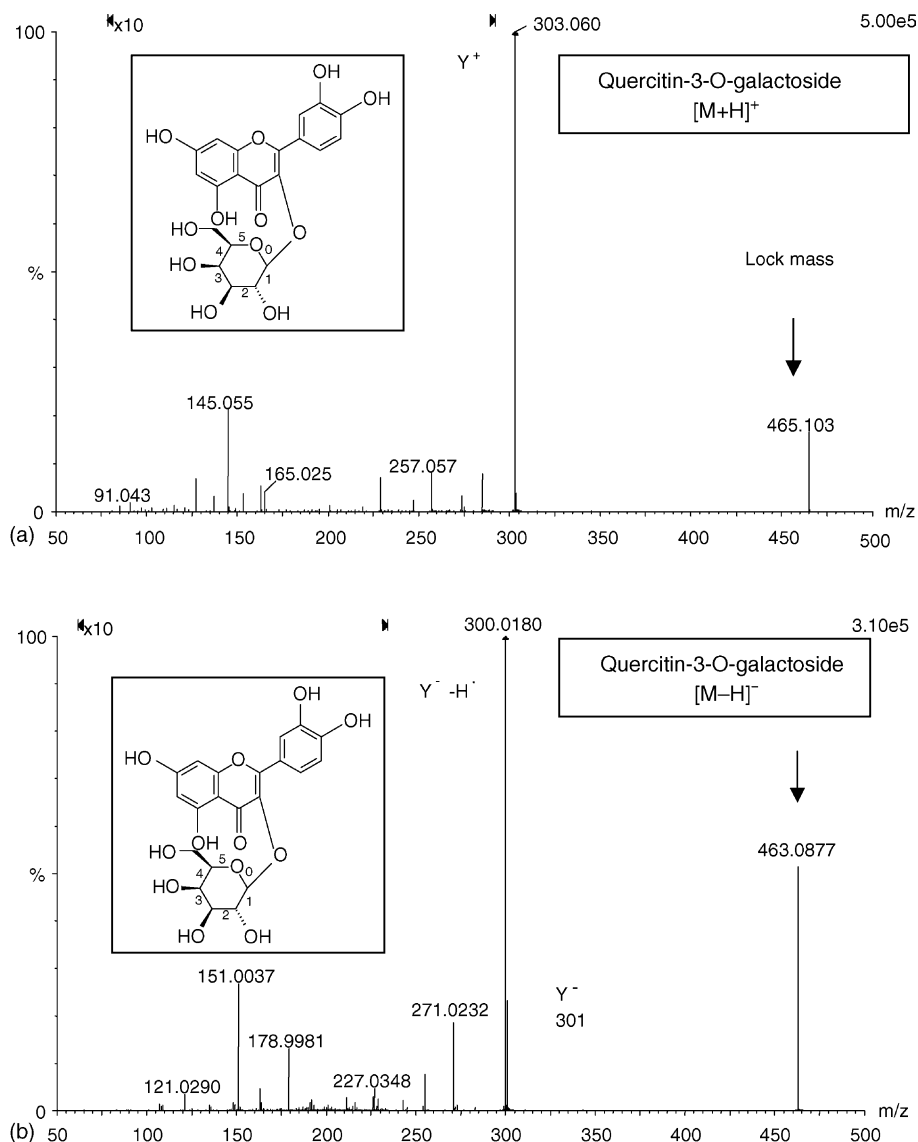 x10
303.060
5.00e5
100
Y+
Quercitin-3-O-galactoside
[M+H]+
OH
OH
HO
O
OH
O
HO
O
5
O
0
4
HO
3
2
1
HO
OH
%
Lock mass
145.055
465.103
165.025
257.057
91.043
0
m/z
(a)
50 100 150 200 250 300 350 400 450 500
x10
300.0180
3.10e5
100
Y- -H·
Quercitin-3-O-galactoside
[M–H]–
OH
OH
HO
O
OH
O
HO
O
5
O
0
4
HO
3
2
1
HO
OH
463.0877
%
151.0037
Y-
301
271.0232
178.9981
227.0348
121.0290
0
m/z
(b)
50 100 150 200 250 300 350 400 450 500